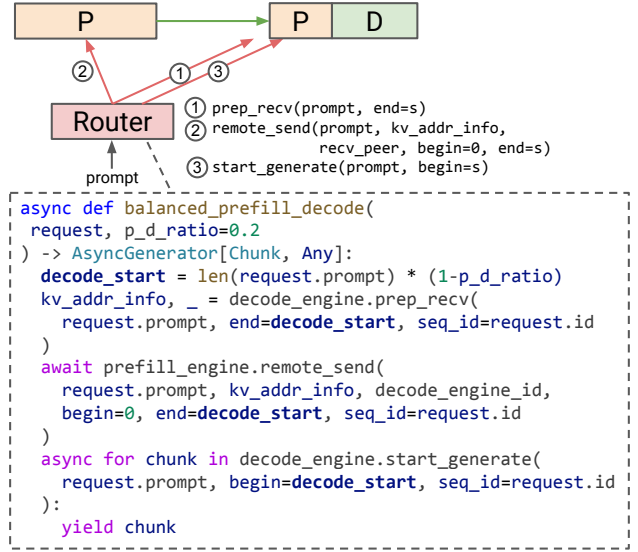 P
P
D
② ① ③
Router
prompt
① prep_recv(prompt, end=s)
② remote_send(prompt, kv_addr_info,
recv_peer, begin=0, end=s)
③ start_generate(prompt, begin=s)
async def balanced_prefill_decode(
request, p_d_ratio=0.2
) -> AsyncGenerator[Chunk, Any]:
decode_start = len(request.prompt) * (1-p_d_ratio)
kv_addr_info, _ = decode_engine.prep_recv(
request.prompt, end=decode_start, seq_id=request.id
)
await prefill_engine.remote_send(
request.prompt, kv_addr_info, decode_engine_id,
begin=0, end=decode_start, seq_id=request.id
)
async for chunk in decode_engine.start_generate(
request.prompt, begin=decode_start, seq_id=request.id
):
yield chunk